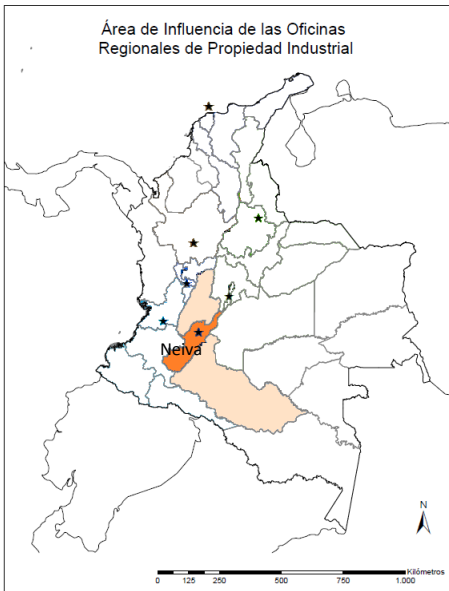 Área de Influencia de las Oficinas
Regionales de Propiedad Industrial
Neiva
N
Kilómetros
0 125 250 500 750 1.000